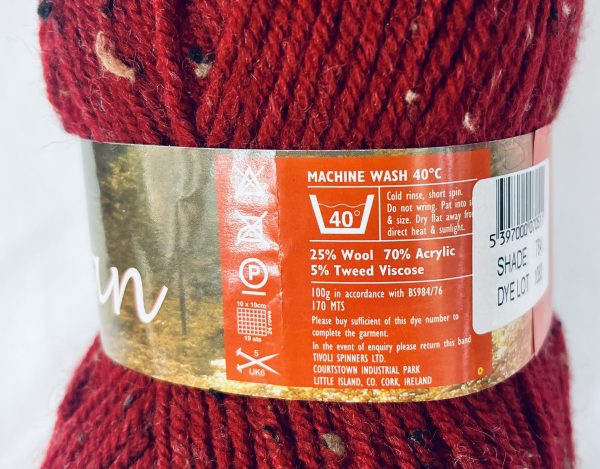 an
P
10 x 10cm
24 rows
19 sts
5
UK6
MACHINE WASH 40°C
40°
Cold rinse, short spin.
Do not wring. Pat into
& size. Dry flat away from
direct heat & sunlight.
25% Wool 70% Acrylic
5% Tweed Viscose
100g in accordance with BS984/76
170 MTS
Please buy sufficient of this dye number to
complete the garment.
In the event of enquiry please return this band
TIVOLI SPINNERS LTD.
COURTSTOWN INDUSTRIAL PARK
LITTLE ISLAND, CO. CORK, IRELAND
SHADE
DYE LOT